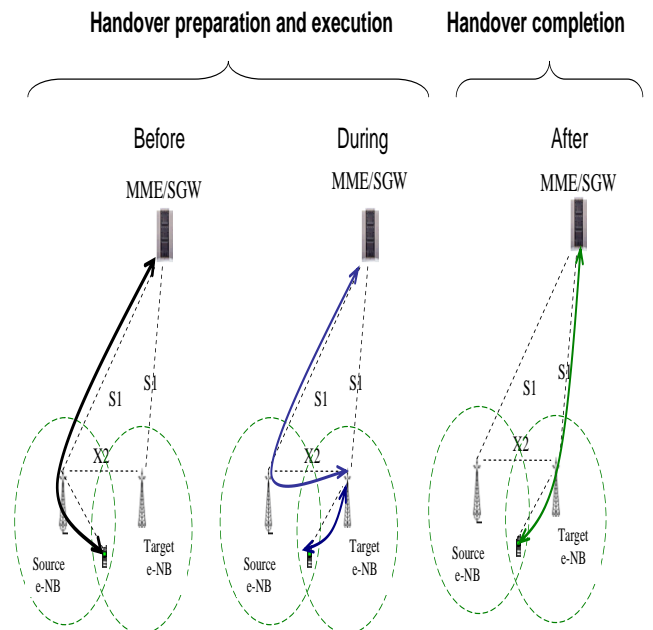 Handover preparation and execution
Handover completion
Before
During
After
MME/SGW
MME/SGW
MME/SGW
S1
S1
S1
S1
S1
S1
X2
X2
X2
Source
e-NB
Target
e-NB
Source
e-NB
Target
e-NB
Source
e-NB
Target
e-NB